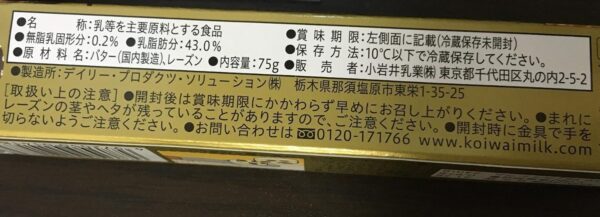 ●名　　　称:乳等を主要原料とする食品
●無脂乳固形分:0.2%　●乳脂肪分:43.0%
●原 材 料 名:バター(国内製造)、レーズン　●内容量:75g
●賞 味 期 限:左側面に記載(冷蔵保存未開封)
●保 存 方 法:10℃以下で冷蔵保存してください。
●販　売　者:小岩井乳業㈱ 東京都千代田区丸の内2-5-2
●製造所:デイリー・プロダクツ・ソリューション㈱　栃木県那須塩原市東栄1-35-25
[取扱い上の注意]●開封後は賞味期限にかかわらず早めにお召し上がりください。●まれに
レーズンの茎やヘタが残っていることがありますので、ご注意ください。●開封時に金具で手を
切らないようご注意ください。●お問い合わせは 0120-171766 www.koiwaimilk.com